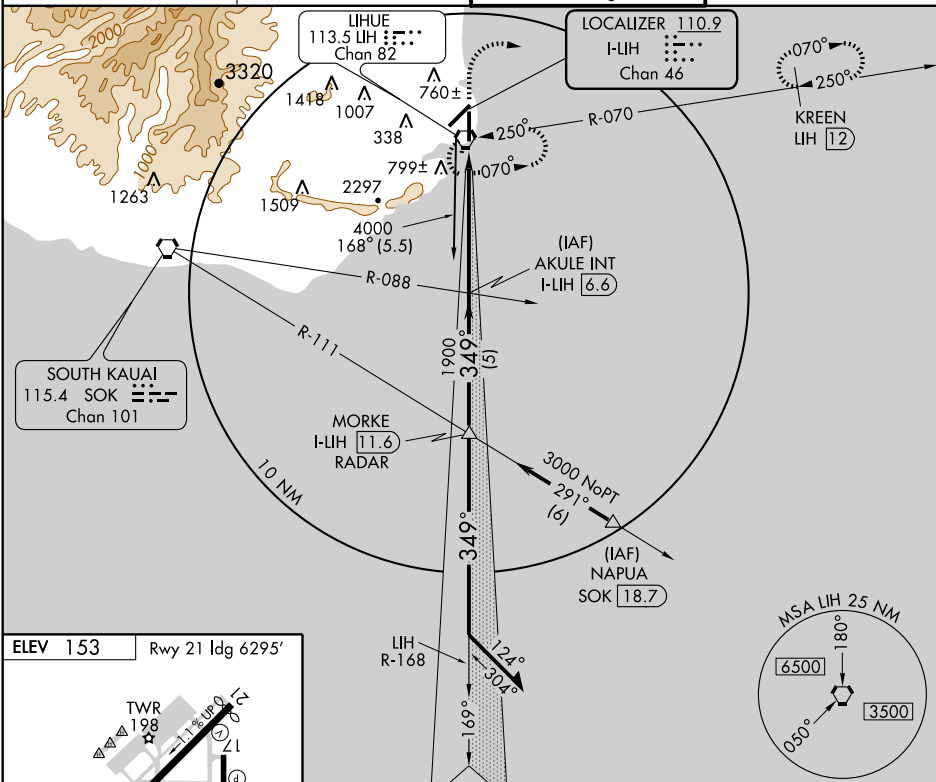 LIHUE
113.5 LIH
Chan 82
LOCALIZER 110.9
I-LIH
Chan 46
2000
3320
1418
1007
760±
338
799±
1000
1263
1509
2297
250°
070°
R-070
070°
250°
KREEN
LIH 12
4000
168° (5.5)
(IAF)
AKULE INT
I-LIH 6.6
R-088
R-111
SOUTH KAUAI
115.4 SOK
Chan 101
1900
349°
(5)
MORKE
I-LIH 11.6
RADAR
3000 NoPT
291°
(6)
10 NM
349°
(IAF)
NAPUA
SOK 18.7
LIH
R-168
124°
304°
169°
MSA LIH 25 NM
180°
6500
3500
050°
ELEV 153
Rwy 21 ldg 6295'
TWR
198
1.1% UP
21
17
V
P
A
A
A